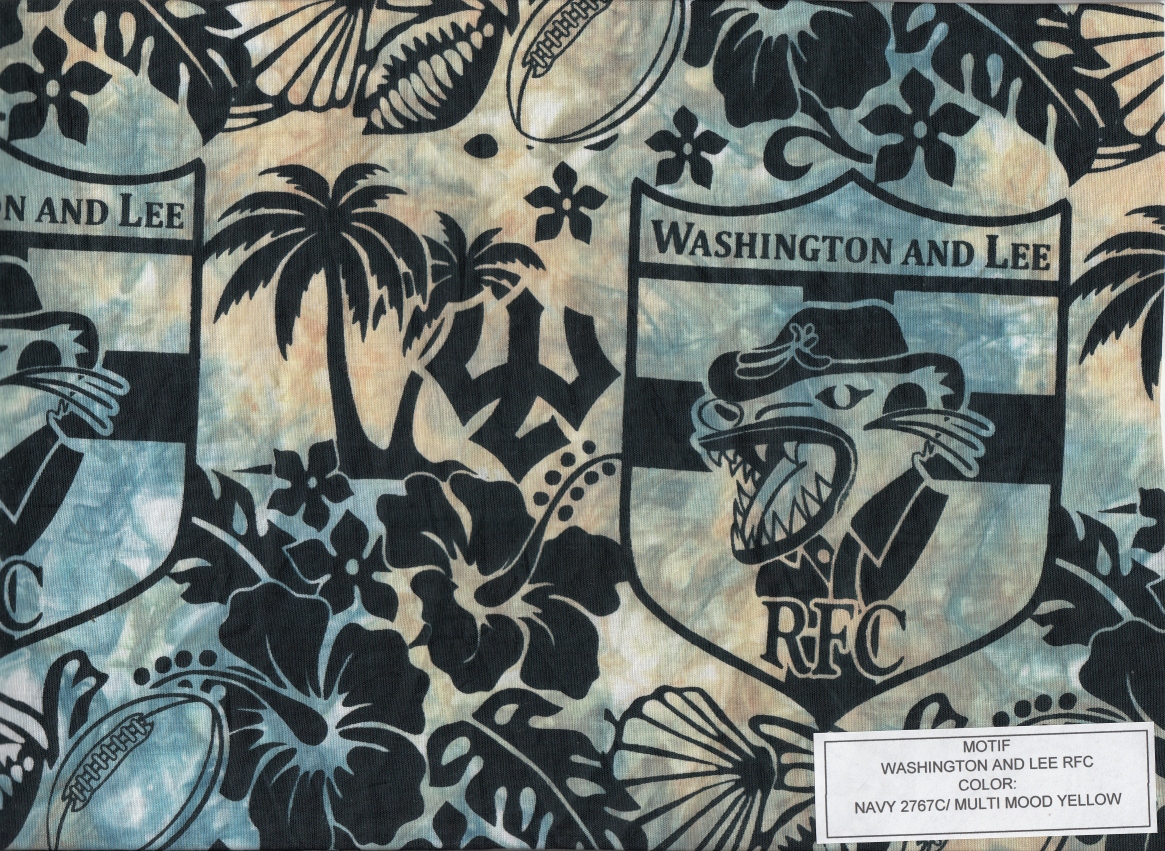 N AND LEE
WASHINGTON AND LEE
C
RFC
MOTIF
WASHINGTON AND LEE RFC
COLOR:
NAVY 2767C/ MULTI MOOD YELLOW